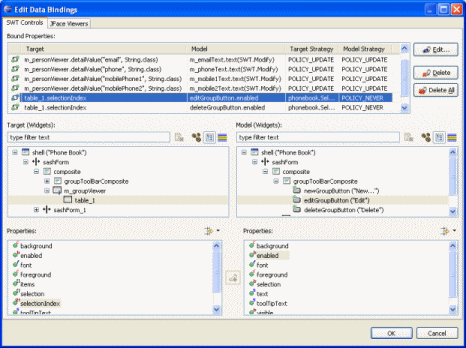 Edit Data Bindings
SWT Controls JFace Viewers
Bound Properties:
Target Model Target Strategy Model Strategy
m_personViewer.detailValue("email", String.class) m_emailText.text(SWT.Modify) POLICY_UPDATE POLICY_UPDATE
m_personViewer.detailValue("phone", String.class) m_phoneText.text(SWT.Modify) POLICY_UPDATE POLICY_UPDATE
m_personViewer.detailValue("mobilePhone1", String.class) m_mobile1Text.text(SWT.Modify) POLICY_UPDATE POLICY_UPDATE
m_personViewer.detailValue("mobilePhone2", String.class) m_mobile2Text.text(SWT.Modify) POLICY_UPDATE POLICY_UPDATE
table_1.selectionIndex editGroupButton.enabled phonebook.Sel... POLICY_NEVER
table_1.selectionIndex deleteGroupButton.enabled phonebook.Sel... POLICY_NEVER
Edit...
Delete
Delete All
Target (Widgets): Model (Widgets):
type filter text type filter text
shell ("Phone Book") shell ("Phone Book")
sashForm sashForm
composite composite
groupToolBarComposite groupToolBarComposite
m_groupViewer newGroupButton ("New...")
table_1 editGroupButton ("Edit")
sashForm_1 deleteGroupButton ("Delete")
Properties: Properties:
background background
enabled enabled
font font
foreground foreground
items selection
selection text
selectionIndex toolTipText
toolTipText visible
OK Cancel